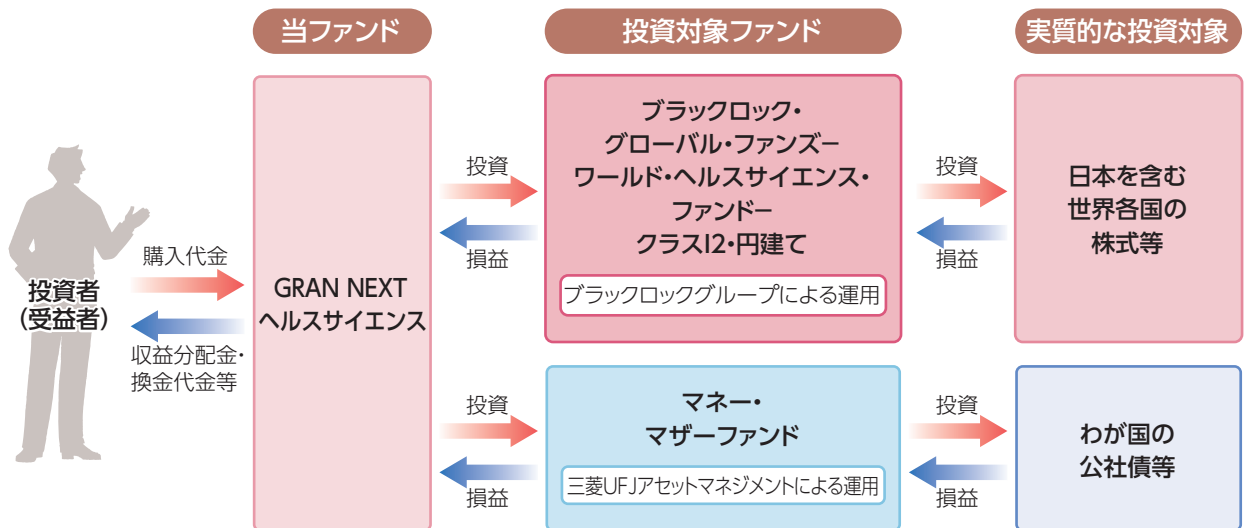 当ファンド
投資対象ファンド
実質的な投資対象
投資者
(受益者)
購入代金
収益分配金・
換金代金等
GRAN NEXT
ヘルスサイエンス
投資
損益
ブラックロック・
グローバル・ファンズー
ワールド・ヘルスサイエンス・
ファンドー
クラスI2・円建て
ブラックロックグループによる運用
投資
損益
日本を含む
世界各国の
株式等
投資
損益
マネー・
マザーファンド
三菱UFJアセットマネジメントによる運用
投資
損益
わが国の
公社債等